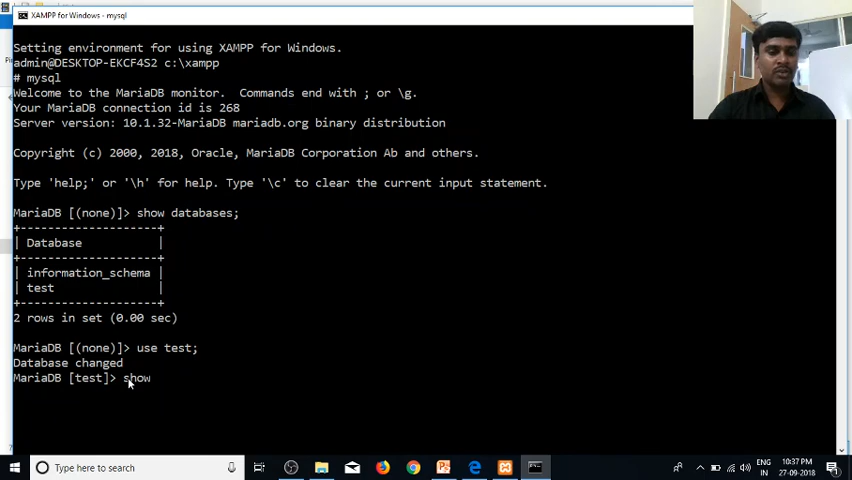 XAMPP for Windows - mysql
Setting environment for using XAMPP for Windows.
admin@DESKTOP-EKCF4S2 c:\xampp
# mysql
Welcome to the MariaDB monitor.  Commands end with ; or \g.
Your MariaDB connection id is 268
Server version: 10.1.32-MariaDB mariadb.org binary distribution
Copyright (c) 2000, 2018, Oracle, MariaDB Corporation Ab and others.
Type 'help;' or '\h' for help. Type '\c' to clear the current input statement.
MariaDB [(none)]> show databases;
+--------------------+
| Database           |
+--------------------+
| information_schema |
| test               |
+--------------------+
2 rows in set (0.00 sec)
MariaDB [(none)]> use test;
Database changed
MariaDB [test]> show
Type here to search
ENG
IN
10:37 PM
27-09-2018